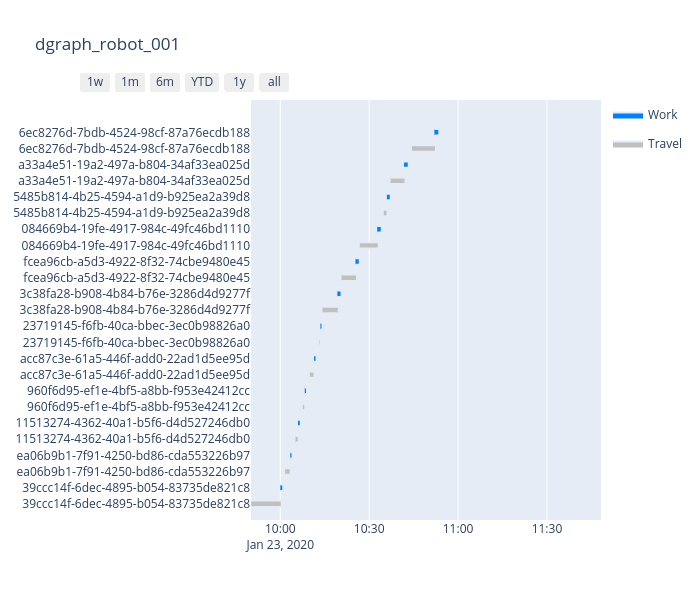 dgraph_robot_001
1w 1m 6m YTD 1y all
Work
Travel
6ec8276d-7bdb-4524-98cf-87a76ecdb188
6ec8276d-7bdb-4524-98cf-87a76ecdb188
a33a4e51-19a2-497a-b804-34af33ea025d
a33a4e51-19a2-497a-b804-34af33ea025d
5485b814-4b25-4594-a1d9-b925ea2a39d8
5485b814-4b25-4594-a1d9-b925ea2a39d8
084669b4-19fe-4917-984c-49fc46bd1110
084669b4-19fe-4917-984c-49fc46bd1110
fcea96cb-a5d3-4922-8f32-74cbe9480e45
fcea96cb-a5d3-4922-8f32-74cbe9480e45
3c38fa28-b908-4b84-b76e-3286d4d9277f
3c38fa28-b908-4b84-b76e-3286d4d9277f
23719145-f6fb-40ca-bbec-3ec0b98826a0
23719145-f6fb-40ca-bbec-3ec0b98826a0
acc87c3e-61a5-446f-add0-22ad1d5ee95d
acc87c3e-61a5-446f-add0-22ad1d5ee95d
960f6d95-ef1e-4bf5-a8bb-f953e42412cc
960f6d95-ef1e-4bf5-a8bb-f953e42412cc
11513274-4362-40a1-b5f6-d4d527246db0
11513274-4362-40a1-b5f6-d4d527246db0
ea06b9b1-7f91-4250-bd86-cda553226b97
ea06b9b1-7f91-4250-bd86-cda553226b97
39ccc14f-6dec-4895-b054-83735de821c8
39ccc14f-6dec-4895-b054-83735de821c8
10:00 10:30 11:00 11:30
Jan 23, 2020